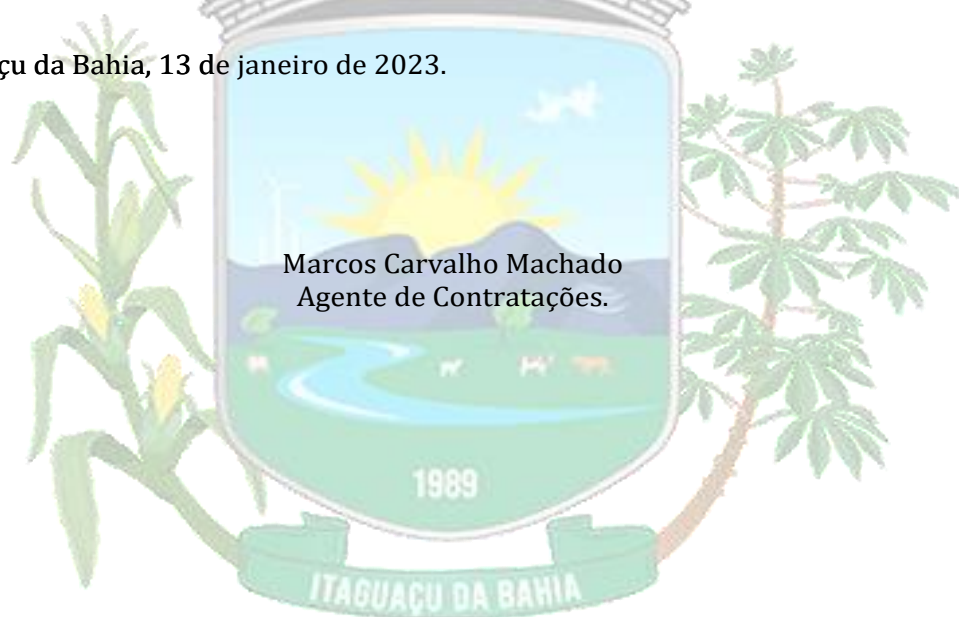 çu da Bahia, 13 de janeiro de 2023.
Marcos Carvalho Machado
Agente de Contratações.
1989
ITAGUAÇU DA BAHIA